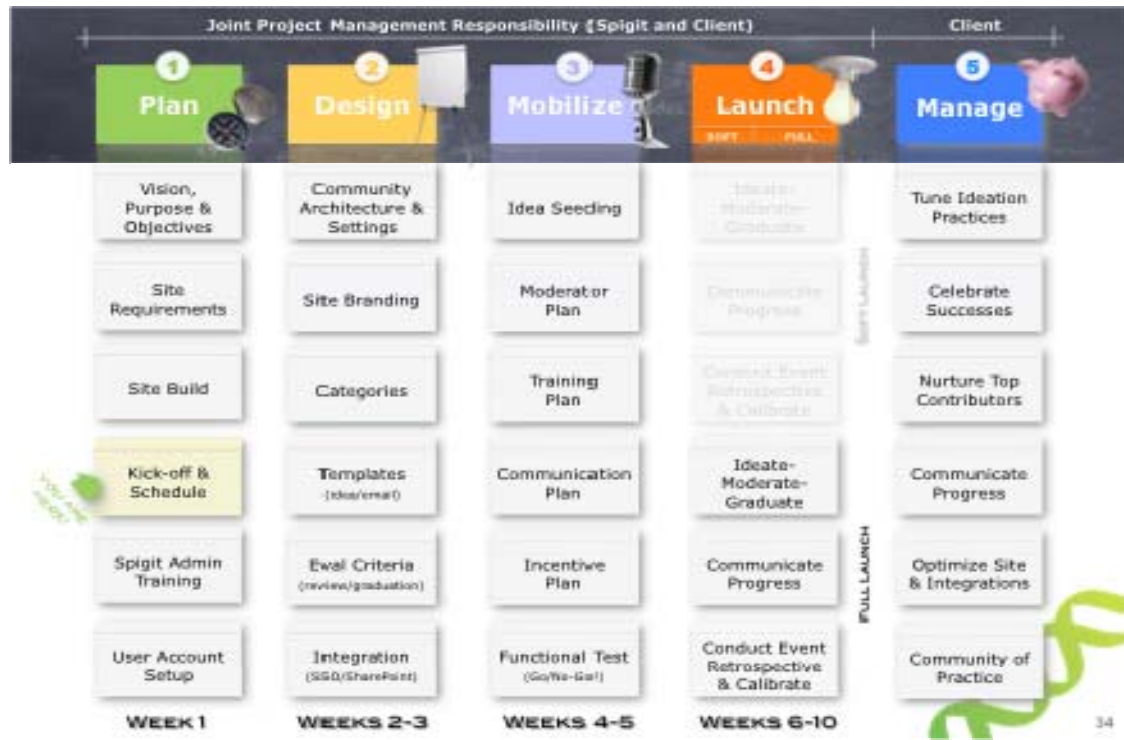 Joint Project Management Responsibility (Spigit and Client)
Client
1
Plan
2
Design
3
Mobilize
4
Launch
SOFT
FULL
5
Manage
Vision,
Purpose &
Objectives
Site
Requirements
Site Build
Kick-off &
Schedule
Spigit Admin
Training
User Account
Setup
WEEK 1
YOU ARE
HERE!
Community
Architecture &
Settings
Site Branding
Categories
Templates
(idea/email)
Eval Criteria
(review/graduation)
Integration
(SSO/SharePoint)
WEEKS 2-3
Idea Seeding
Moderator
Plan
Training
Plan
Communication
Plan
Incentive
Plan
Functional Test
(Go/No-Go!)
WEEKS 4-5
Ideate-
Moderate-
Graduate
Communicate
Progress
Conduct Event
Retrospective
& Calibrate
SOFT LAUNCH
Ideate-
Moderate-
Graduate
Communicate
Progress
Conduct Event
Retrospective
& Calibrate
FULL LAUNCH
WEEKS 6-10
Tune Ideation
Practices
Celebrate
Successes
Nurture Top
Contributors
Communicate
Progress
Optimize Site
& Integrations
Community of
Practice
34